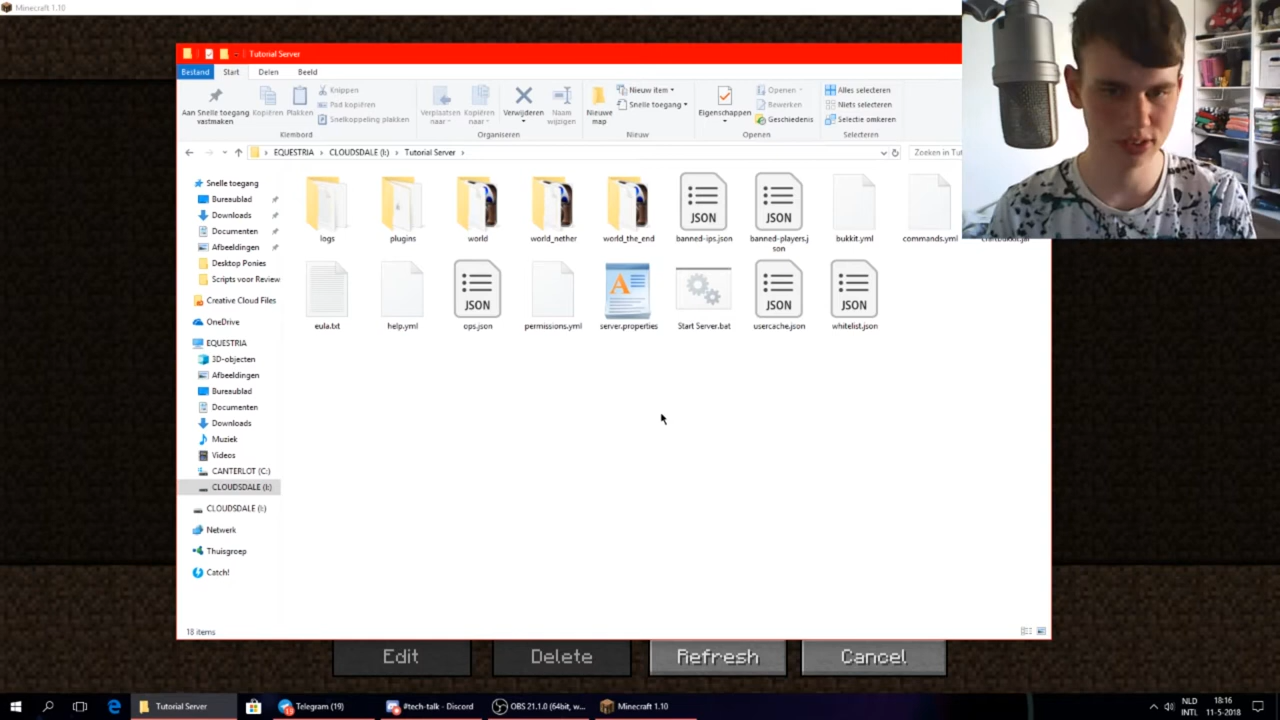 Minecraft 1.10
Tutorial Server
Bestand Start Delen Beeld
Aan Snelle toegang vastmaken
Kopiëren
Plakken
Knippen
Pad kopiëren
Snelkoppeling plakken
Klembord
Verplaatsen naar
Kopiëren naar
Verwijderen
Naam wijzigen
Organiseren
Nieuwe map
Nieuw item
Snelle toegang
Nieuw
Eigenschappen
Openen
Bewerken
Geschiedenis
Openen
Alles selecteren
Niets selecteren
Selectie omkeren
Selecteren
EQUESTRIA > CLOUDSDALE (I:) > Tutorial Server >
Zoeken in Tut
Snelle toegang
Bureaublad
Downloads
Documenten
Afbeeldingen
Desktop Ponies
Scripts voor Review
Creative Cloud Files
OneDrive
EQUESTRIA
3D-objecten
Afbeeldingen
Bureaublad
Documenten
Downloads
Muziek
Videos
CANTERLOT (C:)
CLOUDSDALE (I:)
CLOUDSDALE (I:)
Netwerk
Thuisgroep
Catch!
JSON JSON
logs plugins world world_nether world_the_end banned-ips.json banned-players.j
son
bukkit.yml commands.yml
JSON JSON JSON
eula.txt help.yml ops.json permissions.yml server.properties Start Server.bat usercache.json whitelist.json
18 items
Edit Delete Refresh Cancel
Tutorial Server
Telegram (19)
#tech-talk - Discord
OBS 21.1.0 (64bit, w...
Minecraft 1.10
NLD
INTL
18:16
11-5-2018